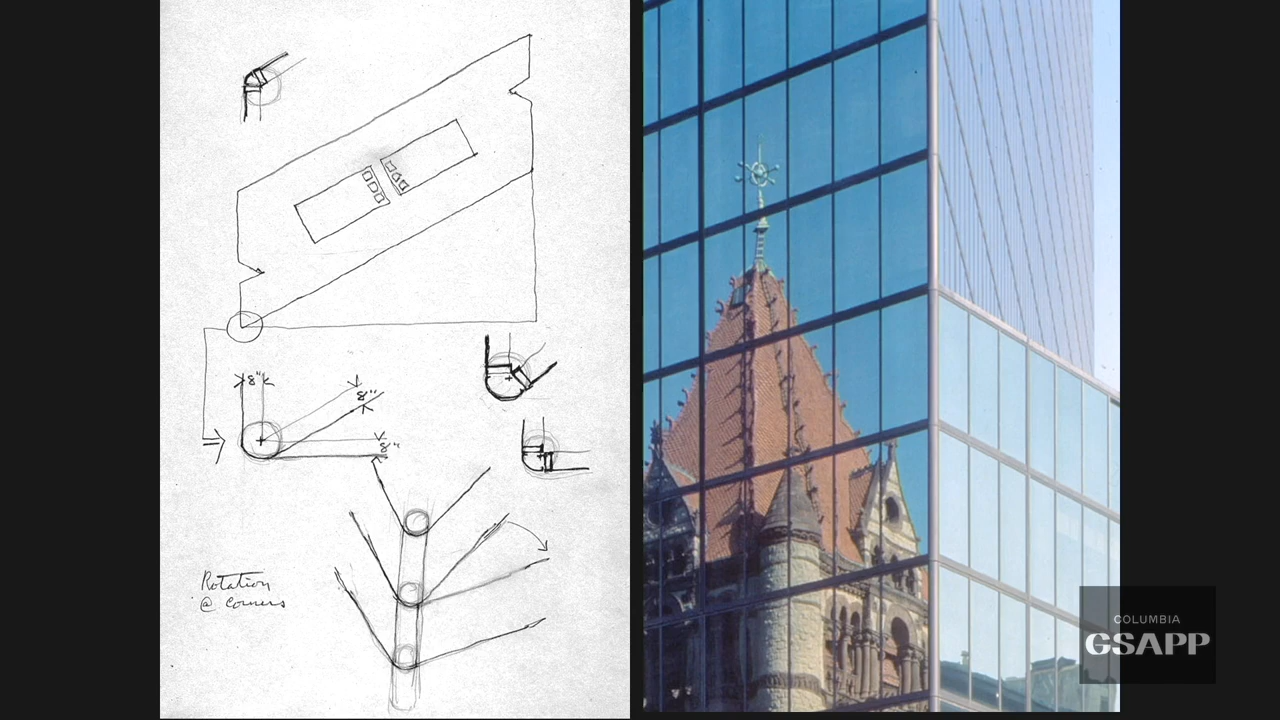 8"
8"
8"
Rotation
@ Corners
COLUMBIA
GSAPP